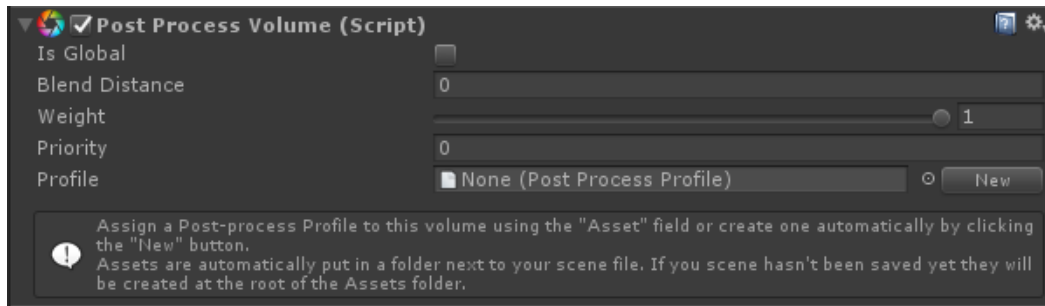 Post Process Volume (Script)
Is Global
Blend Distance 0
Weight 1
Priority 0
Profile None (Post Process Profile) New
Assign a Post-process Profile to this volume using the "Asset" field or create one automatically by clicking
the "New" button.
Assets are automatically put in a folder next to your scene file. If you scene hasn't been saved yet they will
be created at the root of the Assets folder.